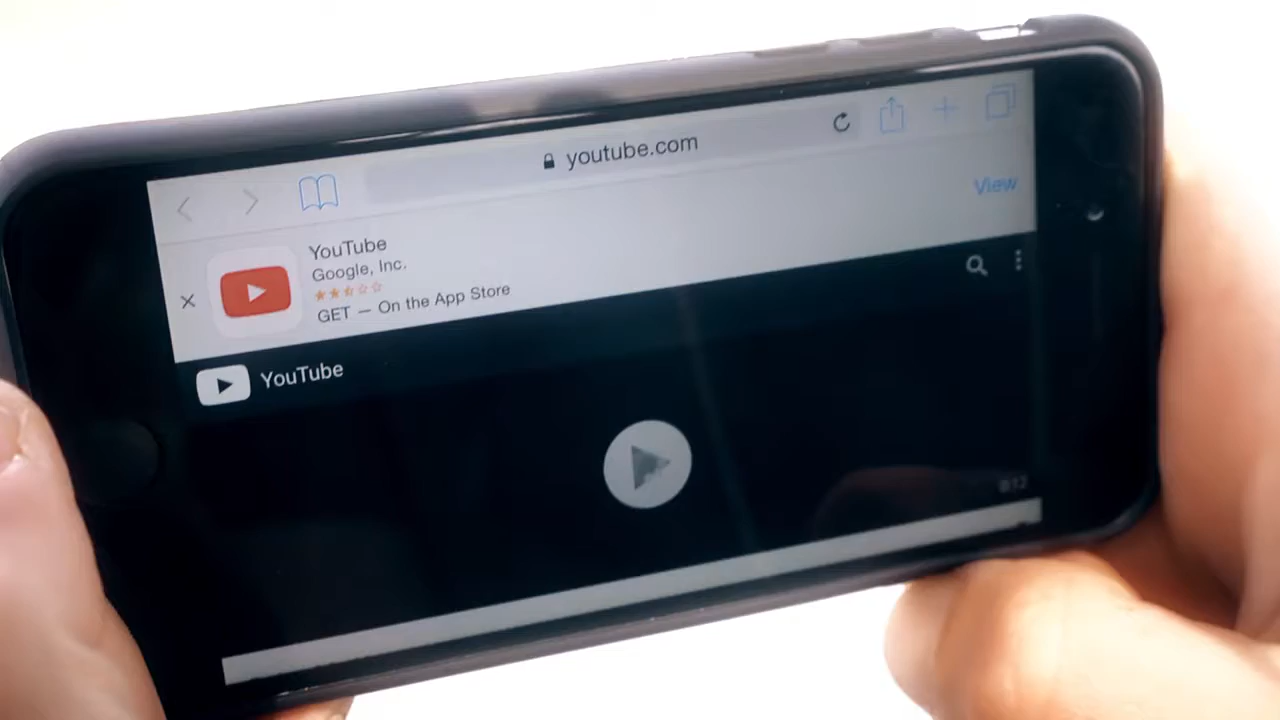 youtube.com
View
YouTube
Google, Inc.
GET — On the App Store
YouTube